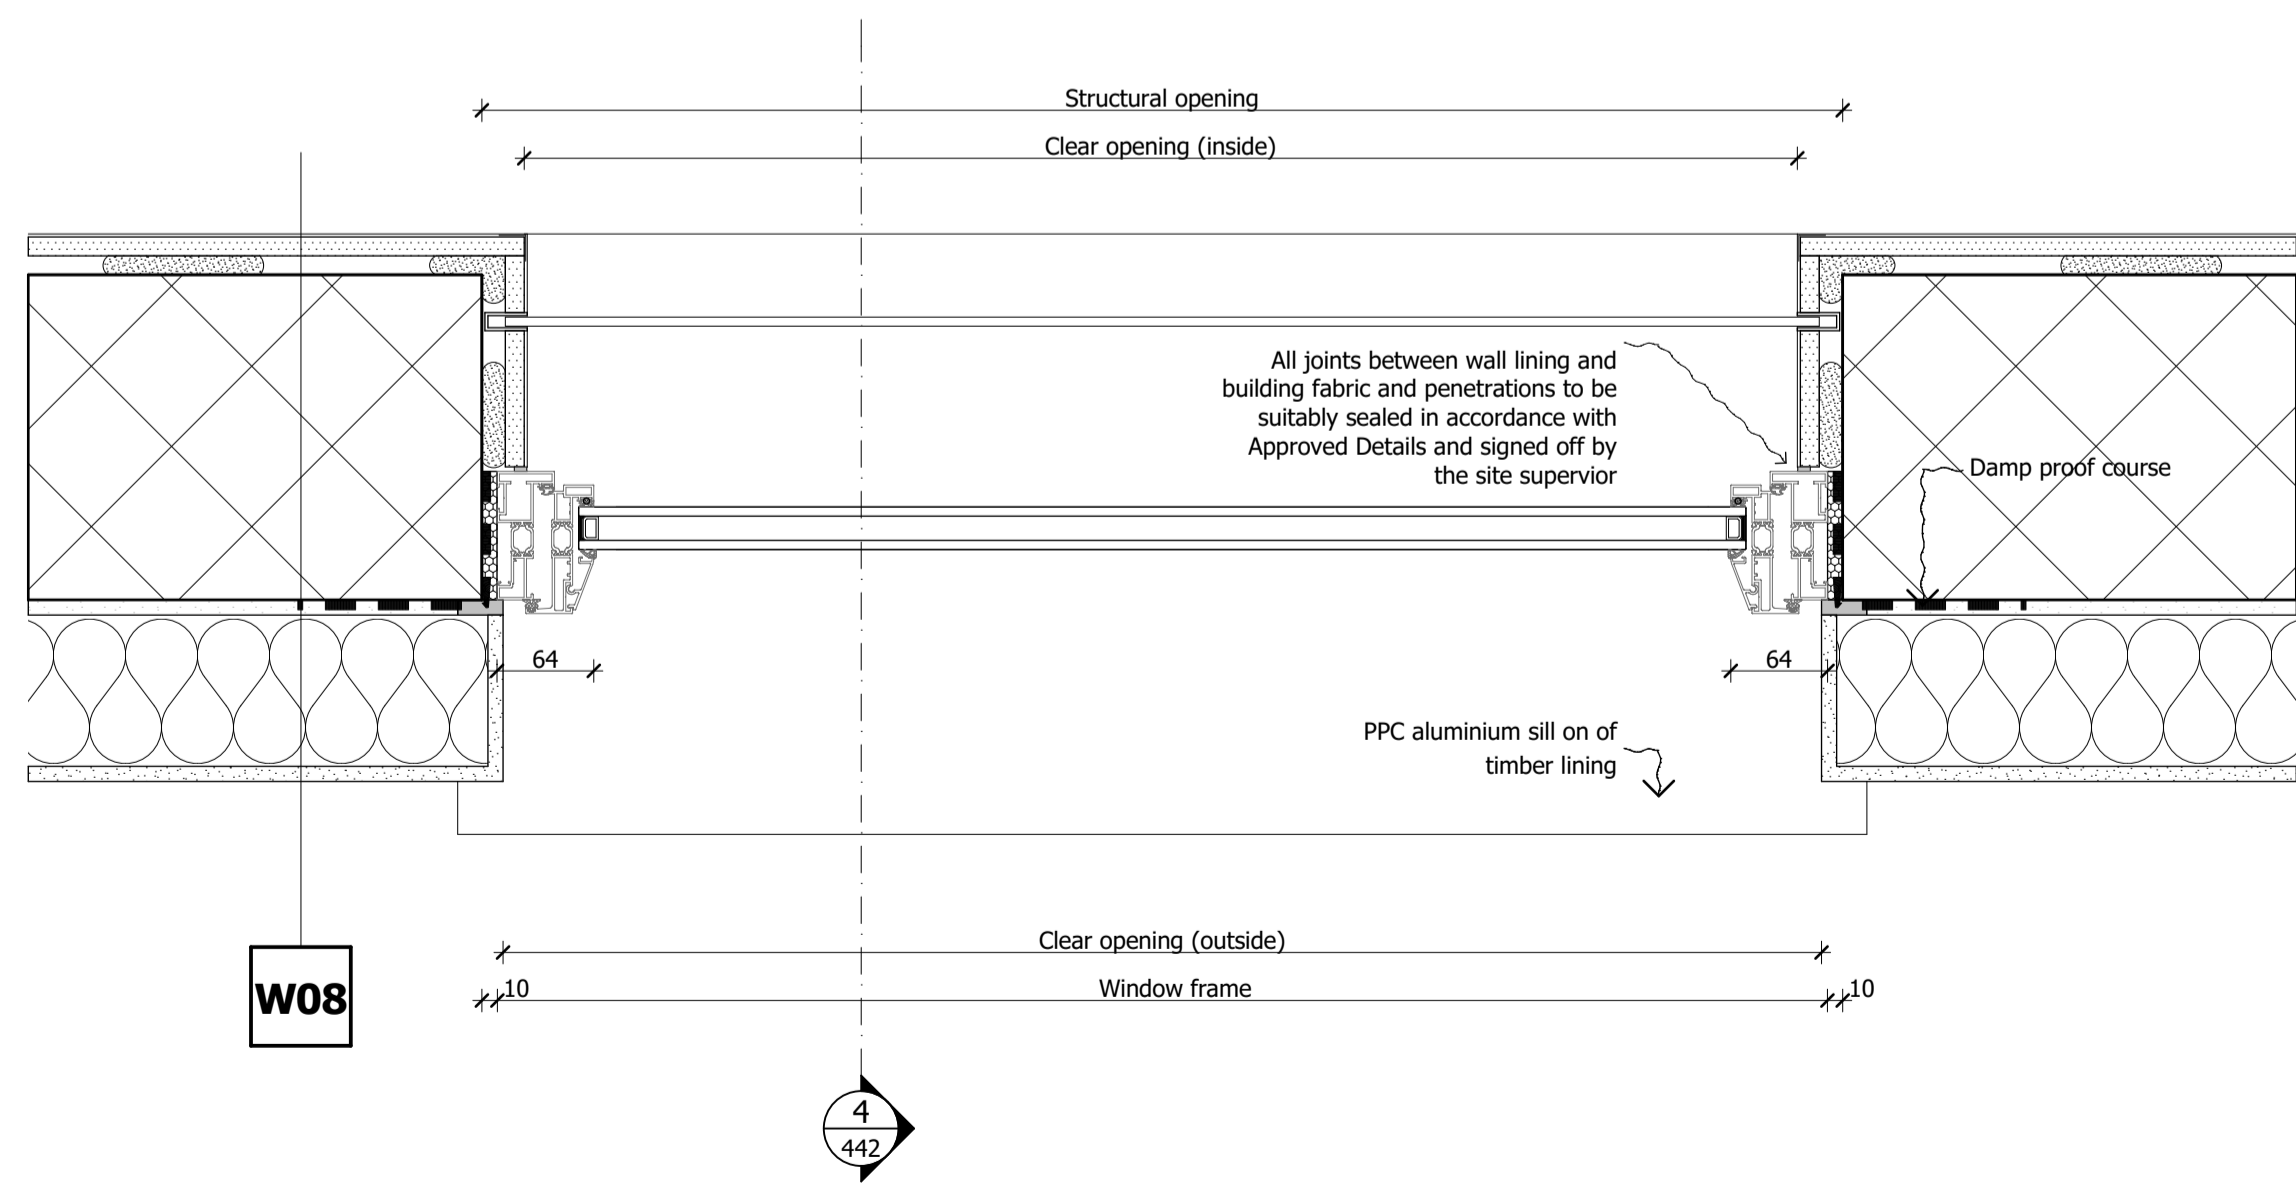 Structural opening
Clear opening (inside)
All joints between wall lining and
building fabric and penetrations to be
suitably sealed in accordance with
Approved Details and signed off by
the site supervior
Damp proof course
64
64
PPC aluminium sill on of
timber lining
Clear opening (outside)
10
Window frame
10
W08
4
442